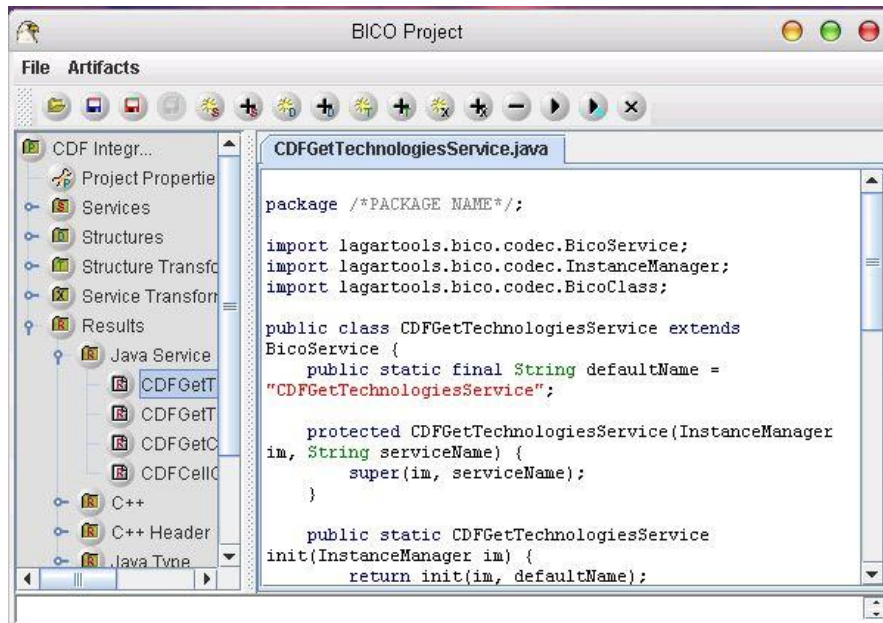 BICO Project
File Artifacts
CDF Integr...
Project Propertie
Services
Structures
Structure Transfo
Service Transforr
Results
Java Service
CDFGetT
CDFGetT
CDFGetC
CDFCellC
C++
C++ Header
Java Type
CDFGetTechnologiesService.java
package /*PACKAGE NAME*/;
import lagartools.bico.codec.BicoService;
import lagartools.bico.codec.InstanceManager;
import lagartools.bico.codec.BicoClass;
public class CDFGetTechnologiesService extends
BicoService {
public static final String defaultName =
"CDFGetTechnologiesService";
protected CDFGetTechnologiesService(InstanceManager
im, String serviceName) {
super(im, serviceName);
}
public static CDFGetTechnologiesService
init(InstanceManager im) {
return init(im, defaultName);